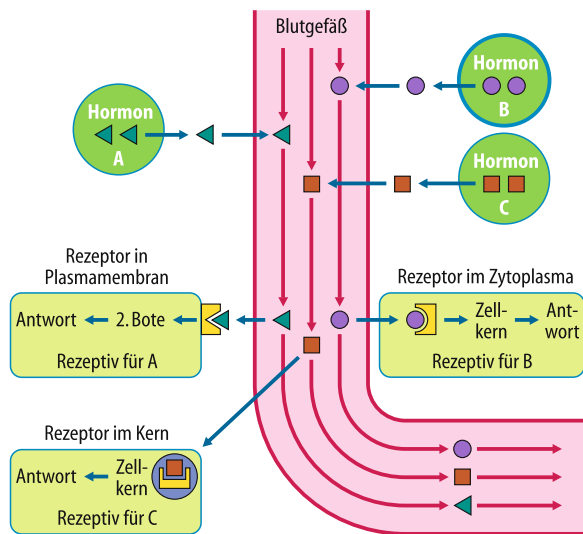 Blutgefäß
Hormon
B
Hormon
A
Hormon
C
Rezeptor in
Plasmamembran
Antwort
2. Bote
Rezeptiv für A
Rezeptor im Zytoplasma
Zell-
kern
Ant-
wort
Rezeptiv für B
Rezeptor im Kern
Antwort
Zell-
kern
Rezeptiv für C